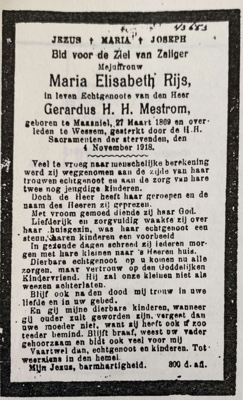 JEZUS † MARIA † JOSEPH
Bid voor de Ziel van Zaliger
Mejuffrouw
Maria Elisabeth Rijs,
in leven Echtgenoote van den Heer
Gerardus H. H. Mestrom,
geboren te Maasniel, 27 Maart 1869 en over-
leden te Wessem, gesterkt door de H.H.
Sacramenten der stervenden, den
4 November 1918.
Veel te vroeg naar menschelijke berekening
werd zij weggenomen aan de zijde van haar
trouwen echtgenoot en aan de zorg van hare
twee nog jeugdige kinderen.
Doch de Heer heeft haar geroepen en de
naam des Heeren zij geprezen.
Met vroom gemoed diende zij haar God.
Liefderijk en zorgvuldig waakte zij over
haar huisgezin, was haar echtgenoot een
steun, haren kinderen een voorbeeld
In gezonde dagen schreed zij iederen mor-
gen met hare kleinen naar 's Heeren huis.
Dierbare echtgenoot op u komen nu alle
zorgen, maar vertrouw op den Goddelijken
Kindervriend. Hij zal onze kleinen niet als
weezen achterlaten.
Blijf ook na den dood mij trouw in uwe
liefde en in uw gebed.
En gij mijne dierbare kinderen, wanneer
gij ouder zult geworden zijn, vergeet dan
uwe moeder niet, want zij heeft ook if zoo
teeder bemind. Blijft braaf, weest uw vader
gehoorzaam en bidt ook veel voor mij
Vaartwel dan, echtgenoot en kinderen. Tot
weerziens in den hemel.
Mijn Jezus, barmhartigheid. 300 d. afl.